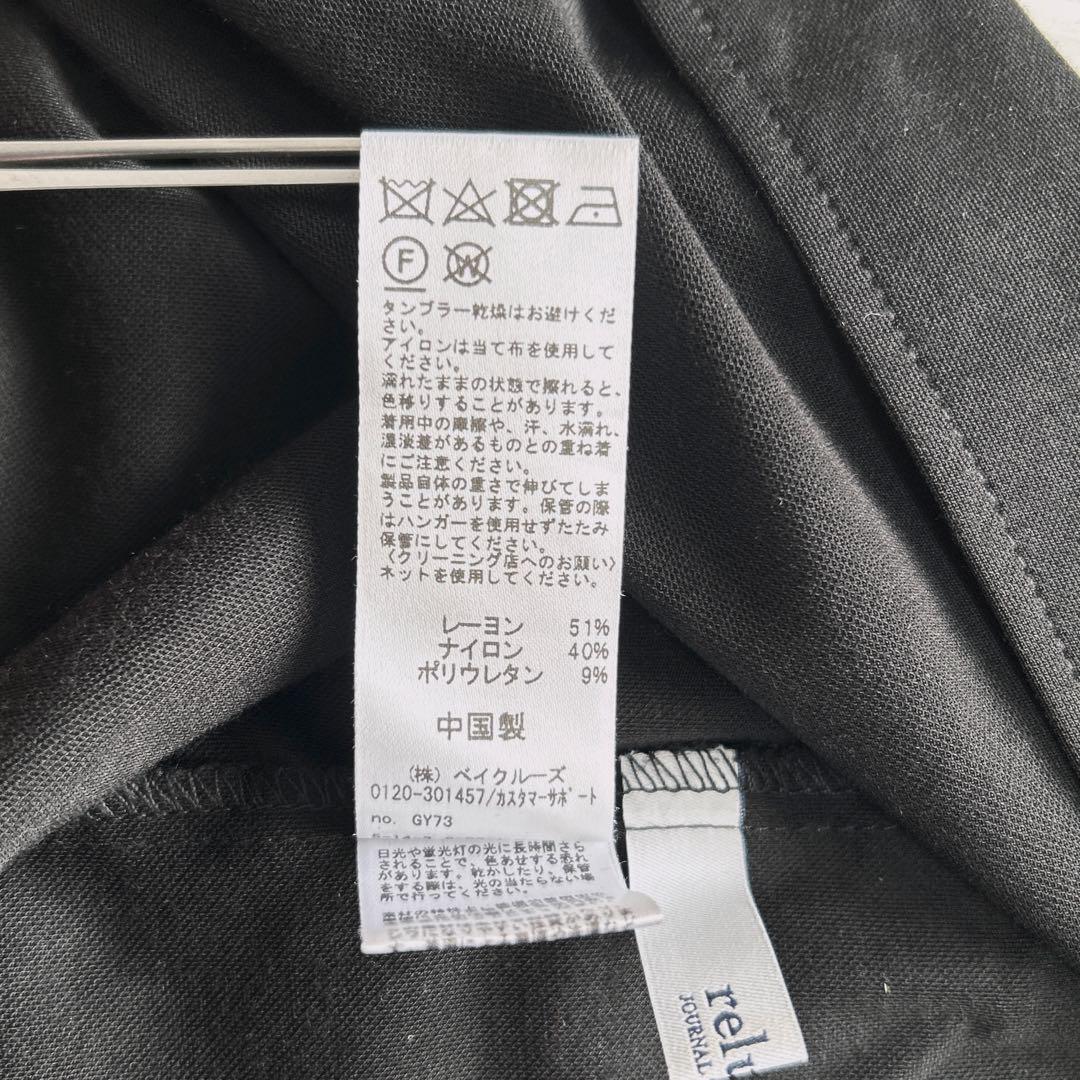 F
W
タンブラー乾燥はお避けくだ
さい。
アイロンは当て布を使用して
ください。
濡れたままの状態で擦れると、
色移りすることがあります。
着用中の摩擦や、汗、水濡れ、
濃淡差があるものとの重ね着
にご注意ください。
製品自体の重さで伸びてしま
うことがあります。保管の際
はハンガーを使用せずたたみ
保管にしてください。
〈クリーニング店へのお願い〉
ネットを使用してください。
レーヨン 51%
ナイロン 40%
ポリウレタン 9%
中国製
(株) ベイクルーズ
0120-301457/カスタマーサポート
no. GY73
日光や蛍光灯の光に長時間さら
されることで、色あせする恐れ
があります。乾かしたり、保管
をする際は、光の当たらない場
所で行ってください。
relu
JOURNAL